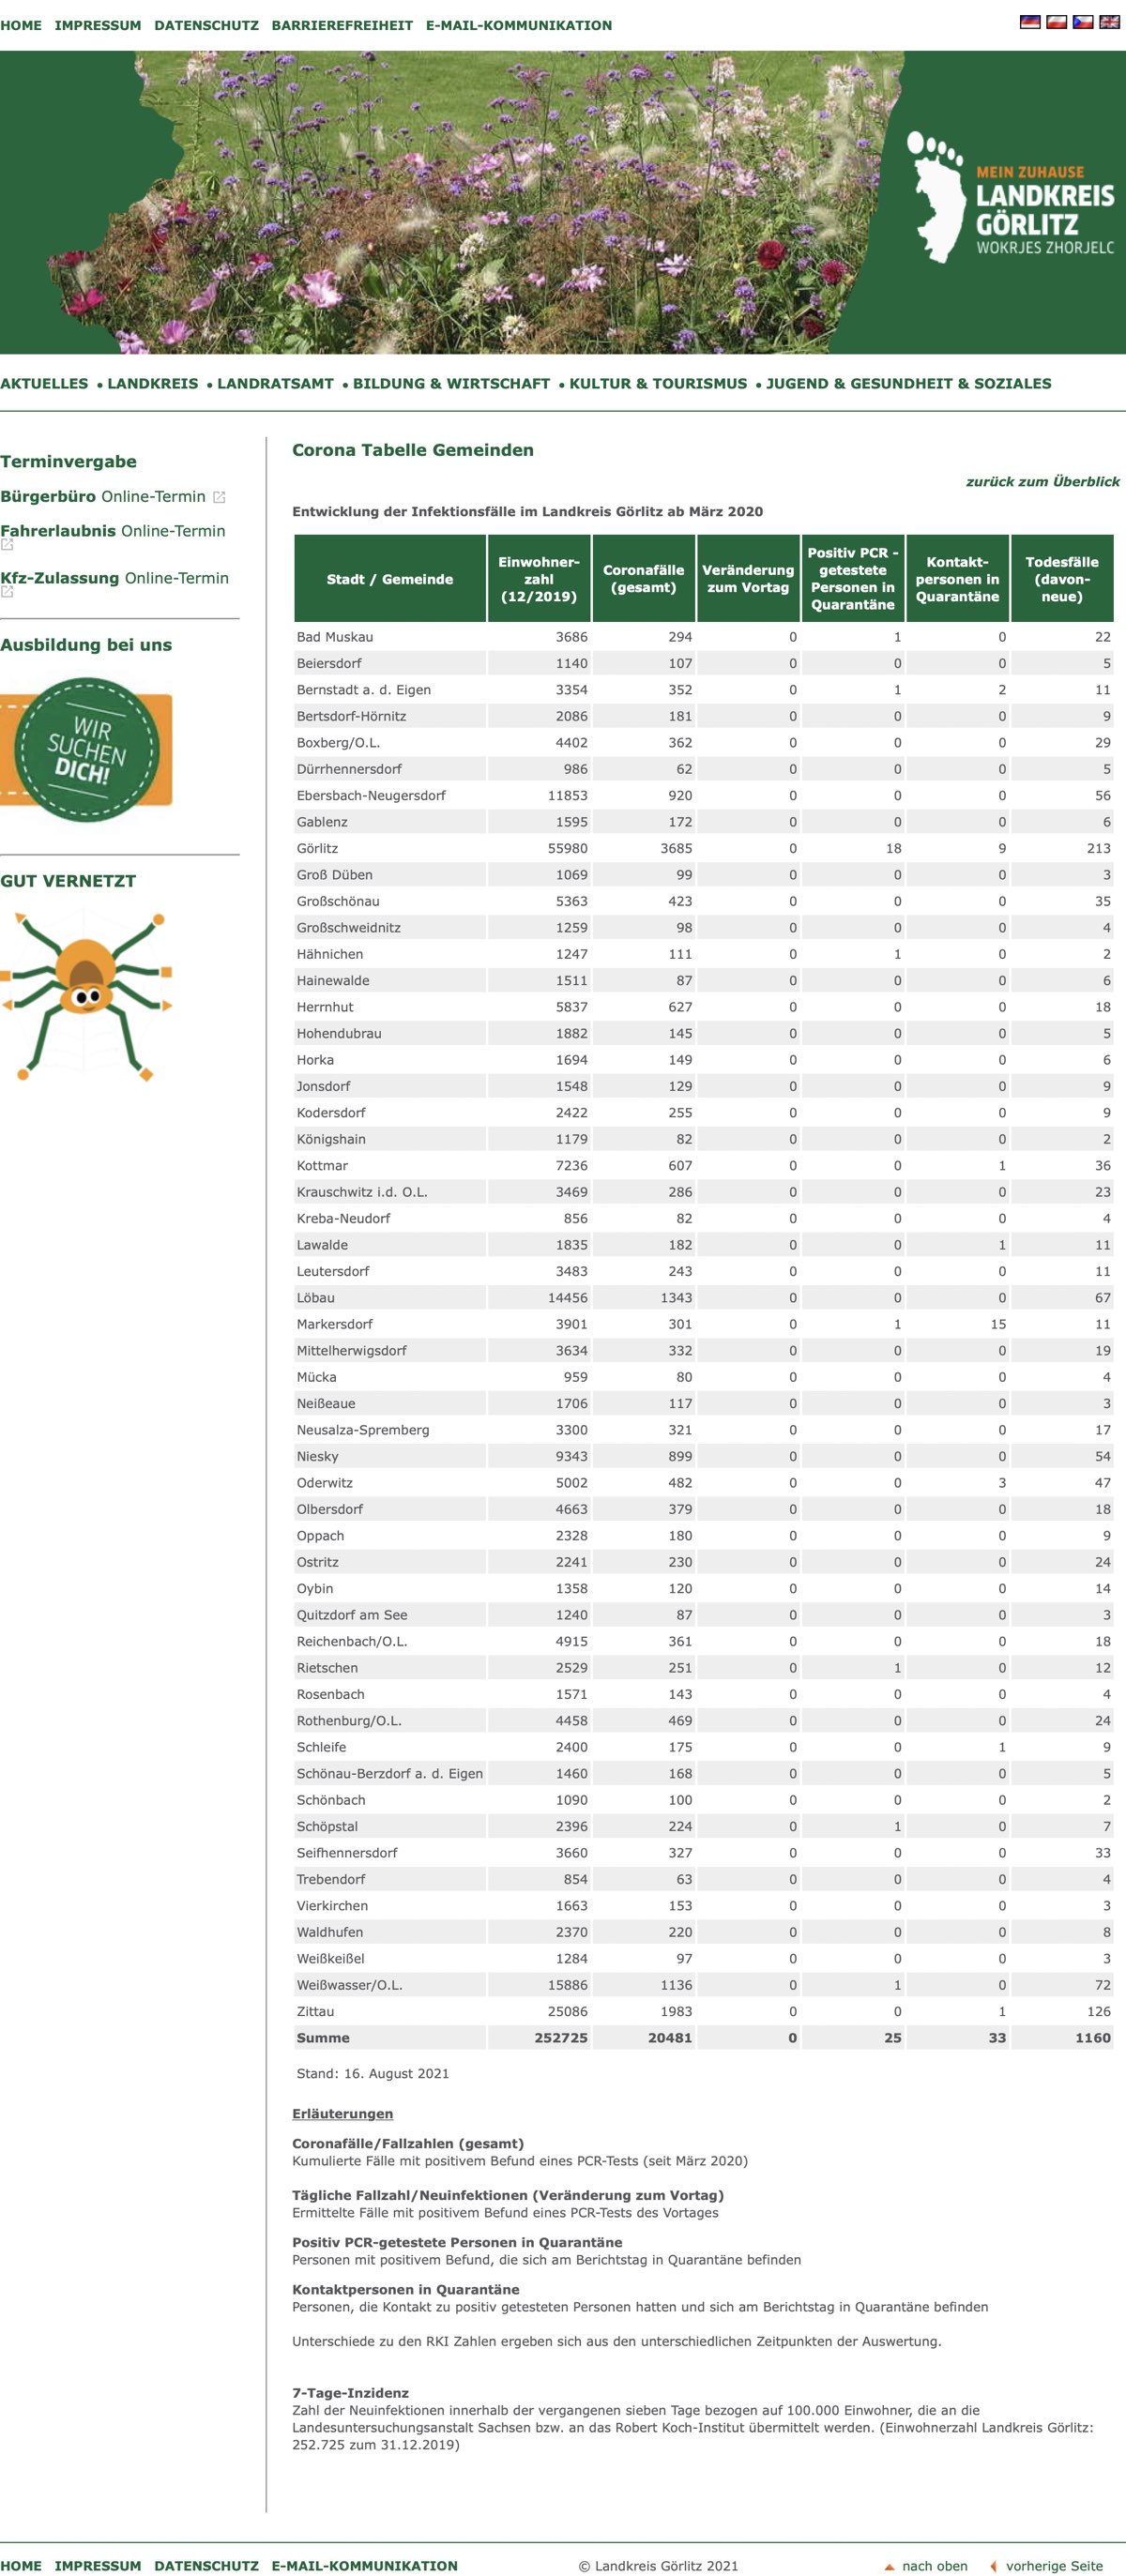 HOME IMPRESSUM DATENSCHUTZ BARRIEREFREIHEIT E-MAIL-KOMMUNIKATION
MEIN ZUHAUSE
LANDKREIS
GÖRLITZ
WOKRJES ZHORJELC
AKTUELLES • LANDKREIS • LANDRATSAMT • BILDUNG & WIRTSCHAFT • KULTUR & TOURISMUS • JUGEND & GESUNDHEIT & SOZIALES
Terminvergabe
Bürgerbüro Online-Termin
Fahrerlaubnis Online-Termin
Kfz-Zulassung Online-Termin
Ausbildung bei uns
WIR
SUCHEN
DICH!
GUT VERNETZT
Corona Tabelle Gemeinden
zurück zum Überblick
Entwicklung der Infektionsfälle im Landkreis Görlitz ab März 2020
Stadt / Gemeinde Einwohner-zahl (12/2019) Coronafälle (gesamt) Veränderung zum Vortag Positiv PCR - getestete Personen in Quarantäne Kontakt-personen in Quarantäne Todesfälle (davon-neue)
Bad Muskau 3686 294 0 1 0 22
Beiersdorf 1140 107 0 0 0 5
Bernstadt a. d. Eigen 3354 352 0 1 2 11
Bertsdorf-Hörnitz 2086 181 0 0 0 9
Boxberg/O.L. 4402 362 0 0 0 29
Dürrhennersdorf 986 62 0 0 0 5
Ebersbach-Neugersdorf 11853 920 0 0 0 56
Gablenz 1595 172 0 0 0 6
Görlitz 55980 3685 0 18 9 213
Groß Düben 1069 99 0 0 0 3
Großschönau 5363 423 0 0 0 35
Großschweidnitz 1259 98 0 0 0 4
Hähnichen 1247 111 0 1 0 2
Hainewalde 1511 87 0 0 0 6
Herrnhut 5837 627 0 0 0 18
Hohendubrau 1882 145 0 0 0 5
Horka 1694 149 0 0 0 6
Jonsdorf 1548 129 0 0 0 9
Kodersdorf 2422 255 0 0 0 9
Königshain 1179 82 0 0 0 2
Kottmar 7236 607 0 0 1 36
Krauschwitz i.d. O.L. 3469 286 0 0 0 23
Kreba-Neudorf 856 82 0 0 0 4
Lawalde 1835 182 0 0 1 11
Leutersdorf 3483 243 0 0 0 11
Löbau 14456 1343 0 0 0 67
Markersdorf 3901 301 0 1 15 11
Mittelherwigsdorf 3634 332 0 0 0 19
Mücka 959 80 0 0 0 4
Neißeaue 1706 117 0 0 0 3
Neusalza-Spremberg 3300 321 0 0 0 17
Niesky 9343 899 0 0 0 54
Oderwitz 5002 482 0 0 3 47
Olbersdorf 4663 379 0 0 0 18
Oppach 2328 180 0 0 0 9
Ostritz 2241 230 0 0 0 24
Oybin 1358 120 0 0 0 14
Quitzdorf am See 1240 87 0 0 0 3
Reichenbach/O.L. 4915 361 0 0 0 18
Rietschen 2529 251 0 1 0 12
Rosenbach 1571 143 0 0 0 4
Rothenburg/O.L. 4458 469 0 0 0 24
Schleife 2400 175 0 0 1 9
Schönau-Berzdorf a. d. Eigen 1460 168 0 0 0 5
Schönbach 1090 100 0 0 0 2
Schöpstal 2396 224 0 1 0 7
Seifhennersdorf 3660 327 0 0 0 33
Trebendorf 854 63 0 0 0 4
Vierkirchen 1663 153 0 0 0 3
Waldhufen 2370 220 0 0 0 8
Weißkeißel 1284 97 0 0 0 3
Weißwasser/O.L. 15886 1136 0 1 0 72
Zittau 25086 1983 0 0 1 126
Summe 252725 20481 0 25 33 1160
Stand: 16. August 2021
Erläuterungen
Coronafälle/Fallzahlen (gesamt)
Kumulierte Fälle mit positivem Befund eines PCR-Tests (seit März 2020)
Tägliche Fallzahl/Neuinfektionen (Veränderung zum Vortag)
Ermittelte Fälle mit positivem Befund eines PCR-Tests des Vortages
Positiv PCR-getestete Personen in Quarantäne
Personen mit positivem Befund, die sich am Berichtstag in Quarantäne befinden
Kontaktpersonen in Quarantäne
Personen, die Kontakt zu positiv getesteten Personen hatten und sich am Berichtstag in Quarantäne befinden
Unterschiede zu den RKI Zahlen ergeben sich aus den unterschiedlichen Zeitpunkten der Auswertung.
7-Tage-Inzidenz
Zahl der Neuinfektionen innerhalb der vergangenen sieben Tage bezogen auf 100.000 Einwohner, die an die
Landesuntersuchungsanstalt Sachsen bzw. an das Robert Koch-Institut übermittelt werden. (Einwohnerzahl Landkreis Görlitz:
252.725 zum 31.12.2019)
HOME IMPRESSUM DATENSCHUTZ E-MAIL-KOMMUNIKATION © Landkreis Görlitz 2021 nach oben vorherige Seite